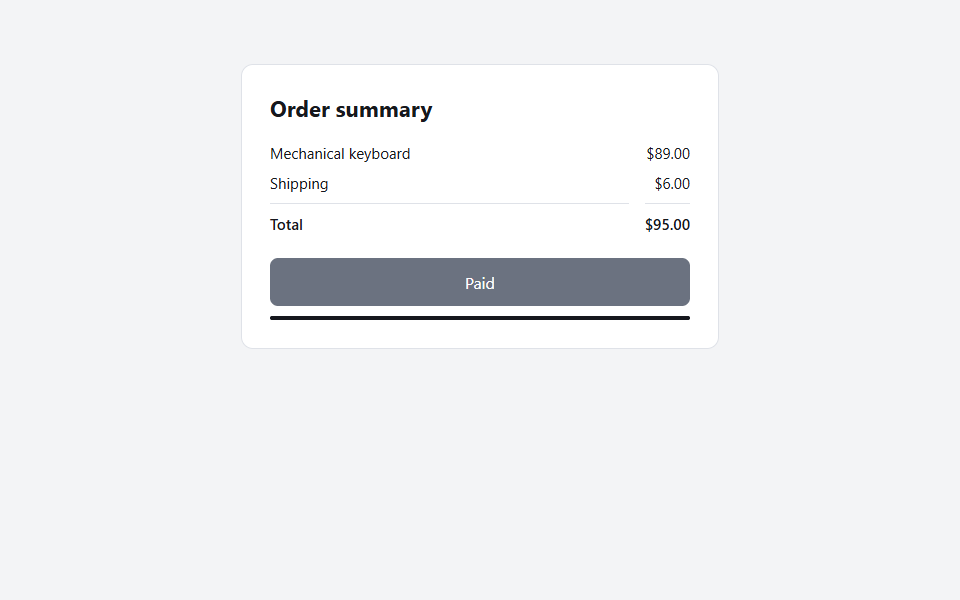 Order summary
Mechanical keyboard $89.00
Shipping $6.00
Total $95.00
Paid